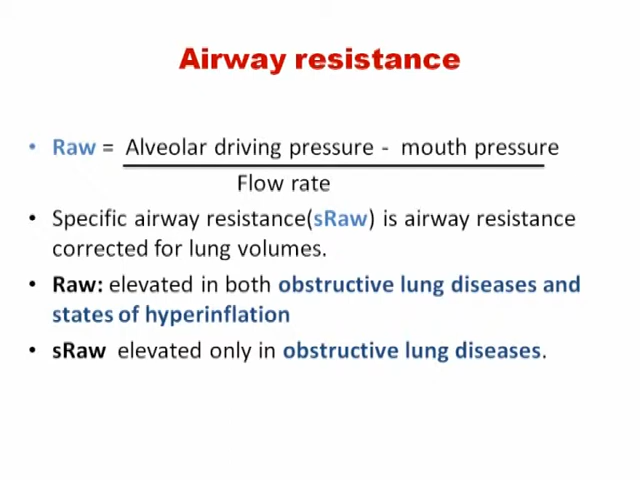 Airway resistance
• Raw = Alveolar driving pressure - mouth pressure
Flow rate
• Specific airway resistance(sRaw) is airway resistance
corrected for lung volumes.
• Raw: elevated in both obstructive lung diseases and
states of hyperinflation
• sRaw elevated only in obstructive lung diseases.